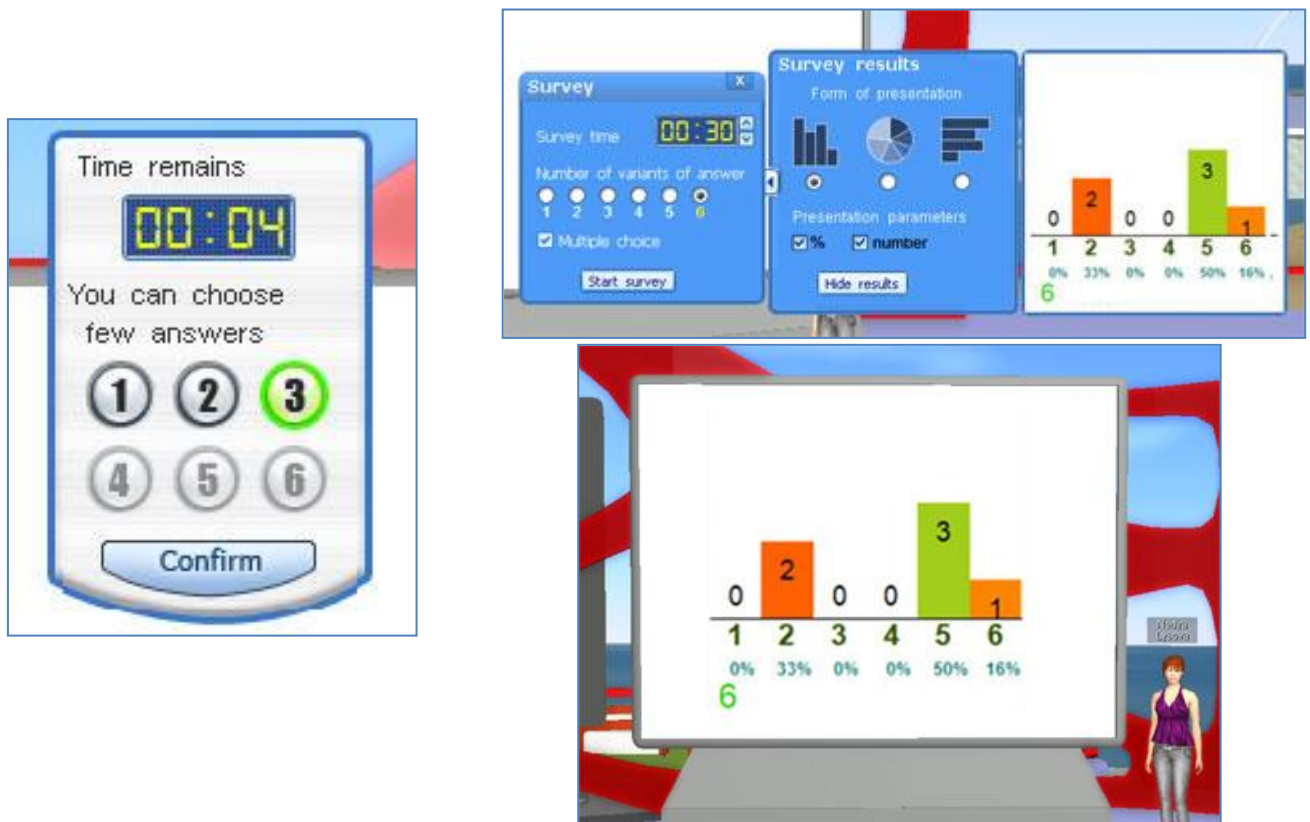 Time remains
00:04
You can choose
few answers
1 2 3
4 5 6
Confirm
Survey X
Survey time 00:30
Number of variants of answer
1 2 3 4 5 6
Multiple choice
Start survey
Survey results
Form of presentation
Presentation parameters
% number
Hide results
0 2 0 0 3 1
1 2 3 4 5 6
0% 33% 0% 0% 50% 16%
6
0 2 0 0 3 1
1 2 3 4 5 6
0% 33% 0% 0% 50% 16%
6